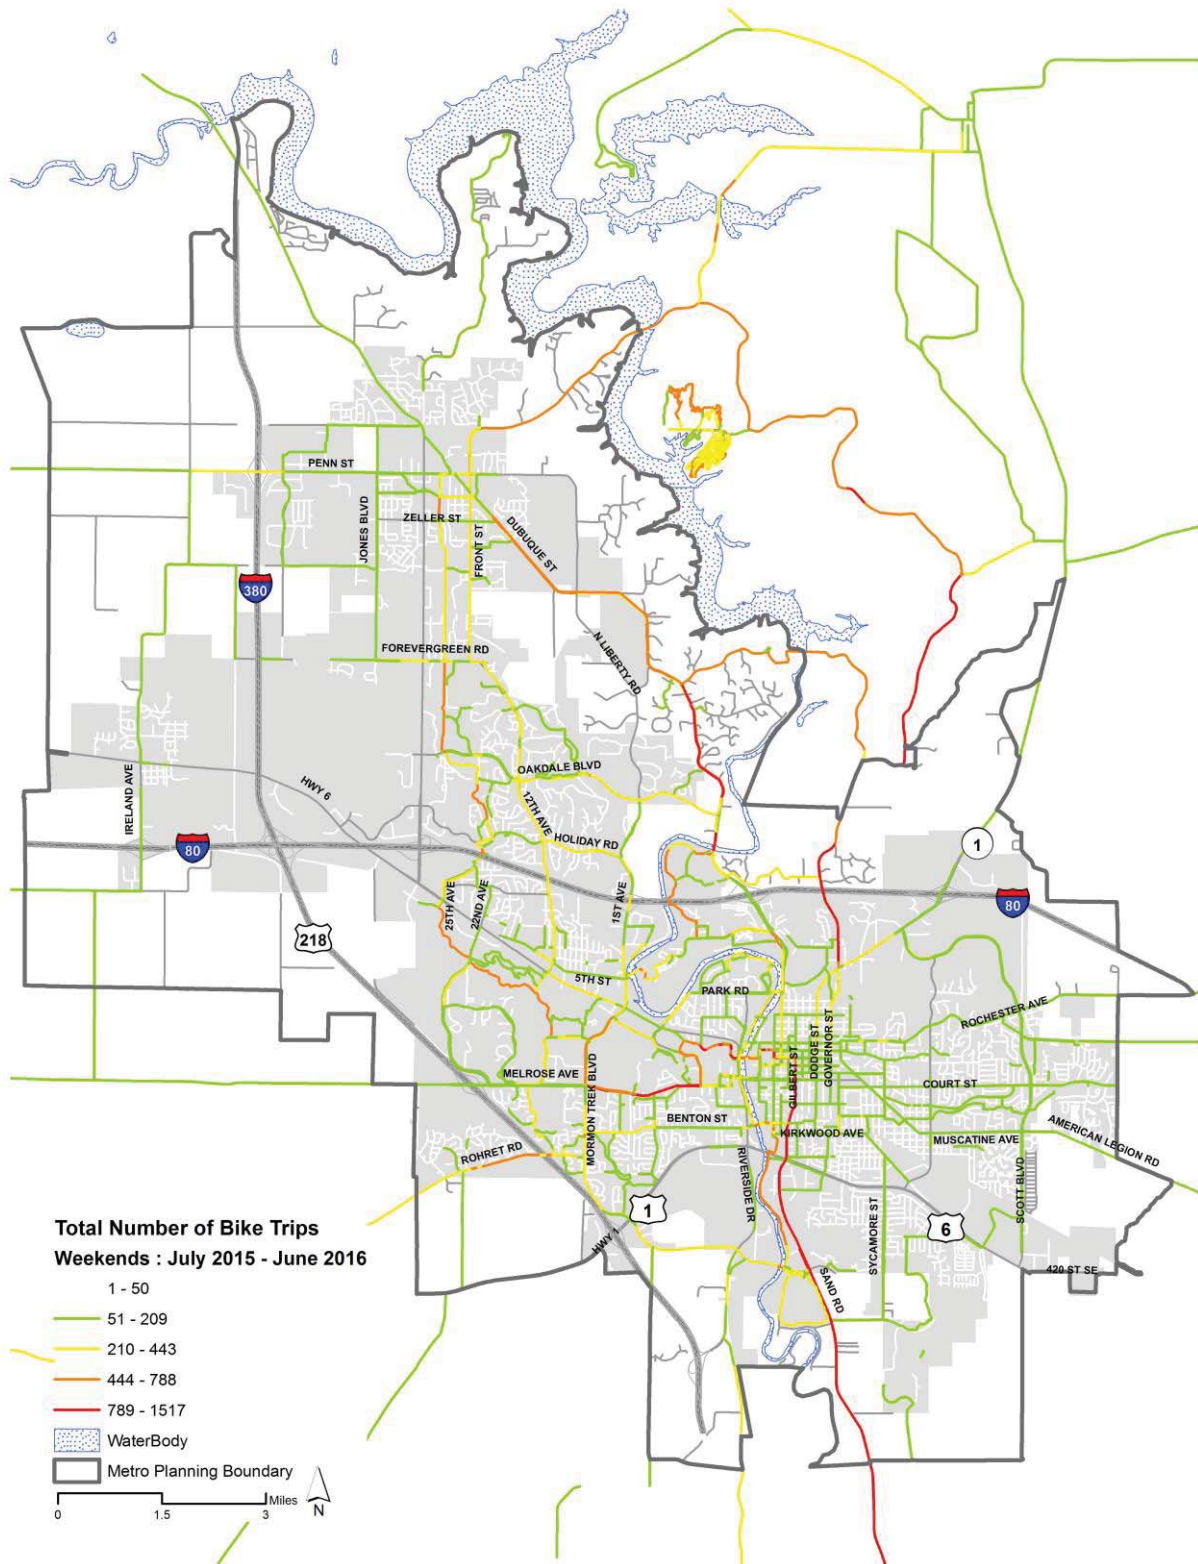 PENN ST
ZELLER ST
JONES BLVD
FRONT ST
DUBUQUE ST
380
FOREVERGREEN RD
N LIBERTY RD
OAKDALE BLVD
IRELAND AVE
HWY 6
12TH AVE
HOLIDAY RD
80
1
25TH AVE
22ND AVE
1ST AVE
80
218
5TH ST
PARK RD
ROCHESTER AVE
DODGE ST
GOVERNOR ST
GILBERT ST
MELROSE AVE
MORMON TREK BLVD
COURT ST
BENTON ST
KIRKWOOD AVE
MUSCATINE AVE
AMERICAN LEGION RD
ROHRET RD
RIVERSIDE DR
SCOTT BLVD
SYCAMORE ST
1
6
HWY 1
SAND RD
420 ST SE
Total Number of Bike Trips
Weekends : July 2015 - June 2016
1 - 50
51 - 209
210 - 443
444 - 788
789 - 1517
WaterBody
Metro Planning Boundary
Miles
0 1.5 3
N